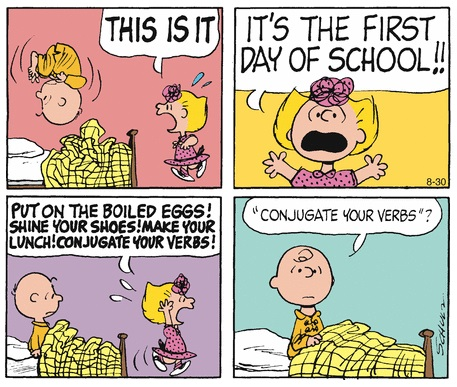 THIS IS IT
IT'S THE FIRST
DAY OF SCHOOL!!
8-30
PUT ON THE BOILED EGGS!
SHINE YOUR SHOES! MAKE YOUR
LUNCH! CONJUGATE YOUR VERBS!
"CONJUGATE YOUR VERBS"?
SCHULZ